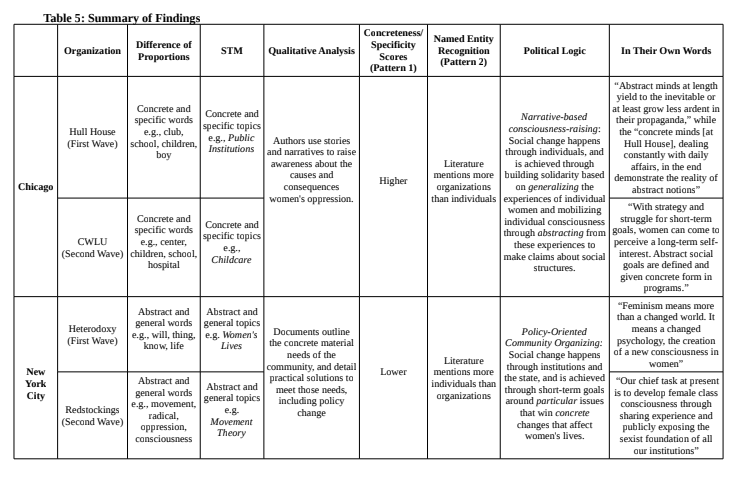 Table 5: Summary of Findings
Organization
Difference of
Proportions
STM
Qualitative Analysis
Concreteness/
Specificity
Scores
(Pattern 1)
Named Entity
Recognition
(Pattern 2)
Political Logic
In Their Own Words
Chicago
Hull House
(First Wave)
Concrete and
specific words
e.g., club,
school, children,
boy
Concrete and
specific topics
e.g., Public
Institutions
Authors use stories
and narratives to raise
awareness about the
causes and
consequences
women's oppression.
Higher
Literature
mentions more
organizations
than individuals
Narrative-based
consciousness-raising:
Social change happens
through individuals, and
is achieved through
building solidarity based
on generalizing the
experiences of individual
women and mobilizing
individual consciousness
through abstracting from
these experiences to
make claims about social
structures.
“Abstract minds at length
yield to the inevitable or
at least grow less ardent in
their propaganda,” while
the “concrete minds [at
Hull House], dealing
constantly with daily
affairs, in the end
demonstrate the reality of
abstract notions”
CWLU
(Second Wave)
Concrete and
specific words
e.g., center,
children, school,
hospital
Concrete and
specific topics
e.g.,
Childcare
“With strategy and
struggle for short-term
goals, women can come to
perceive a long-term self-
interest. Abstract social
goals are defined and
given concrete form in
programs.”
New
York
City
Heterodoxy
(First Wave)
Abstract and
general words
e.g., will, thing,
know, life
Abstract and
general topics
e.g. Women's
Lives
Documents outline
the concrete material
needs of the
community, and detail
practical solutions to
meet those needs,
including policy
change
Lower
Literature
mentions more
individuals than
organizations
Policy-Oriented
Community Organizing:
Social change happens
through institutions and
the state, and is achieved
through short-term goals
around particular issues
that win concrete
changes that affect
women's lives.
“Feminism means more
than a changed world. It
means a changed
psychology, the creation
of a new consciousness in
women”
Redstockings
(Second Wave)
Abstract and
general words
e.g., movement,
radical,
oppression,
consciousness
Abstract and
general topics
e.g.
Movement
Theory
“Our chief task at present
is to develop female class
consciousness through
sharing experience and
publicly exposing the
sexist foundation of all
our institutions”